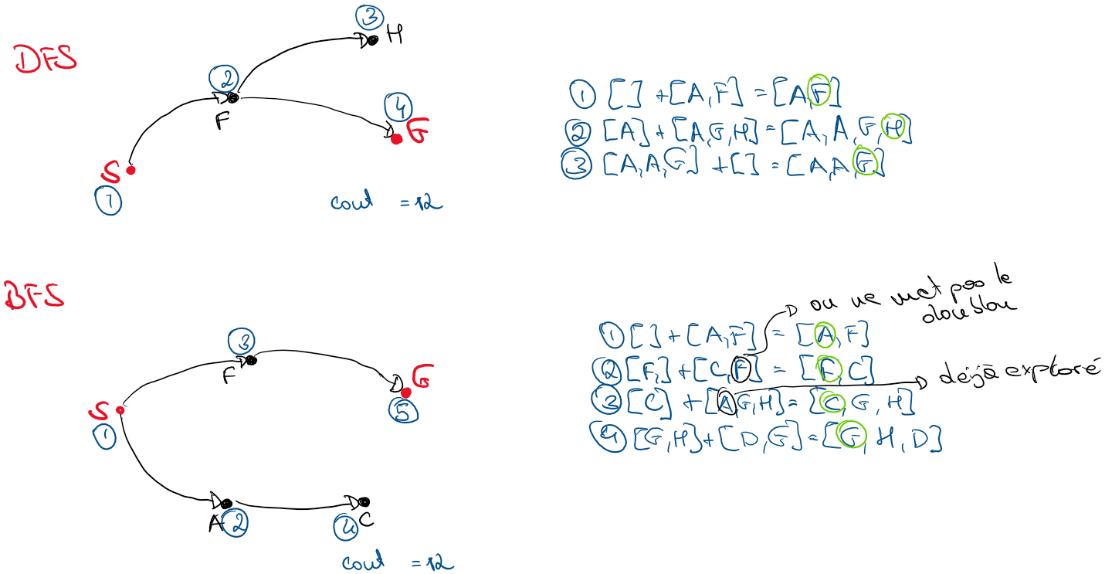 DFS
③ H
② F
④ G
S
①
cout = 12
① [ ] + [A,F] = [A,F]
② [A] + [A,G,H] = [A,A,G,H]
③ [A,A,G] + [ ] = [A,A,G]
BFS
③ F
G
⑤
S
①
A ②
④ C
cout = 12
on ne met pas le
doublon
① [ ] + [A,F] = [A,F]
② [F,] + [C,F] = [F,C]
déjà exploré
③ [C] + [A,G,H] = [C,G,H]
④ [G,H] + [D,G] = [G,H,D]